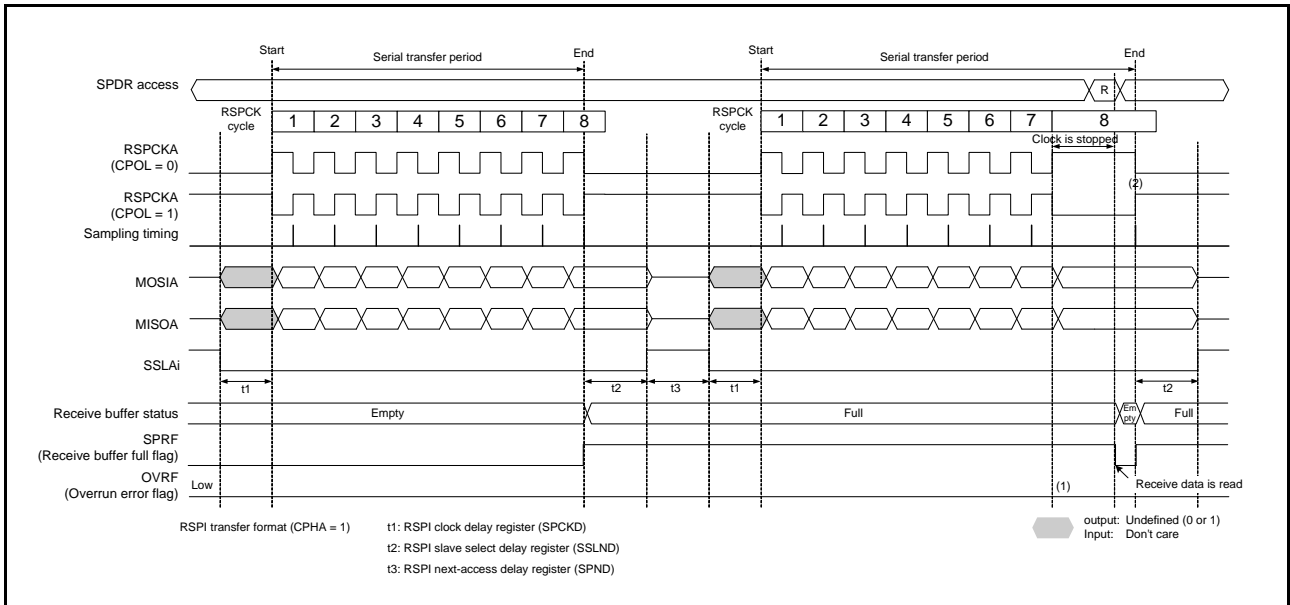 Start Serial transfer period End Start Serial transfer period End
SPDR access R
RSPCK cycle 1 2 3 4 5 6 7 8 RSPCK cycle 1 2 3 4 5 6 7 8
Clock is stopped
RSPCKA
(CPOL = 0)
(2)
RSPCKA
(CPOL = 1)
Sampling timing
MOSIA
MISOA
SSLAi
t1 t2 t3 t1 t2
Receive buffer status Empty Full Em pty Full
SPRF
(Receive buffer full flag)
OVRF
(Overrun error flag)
Low (1) Receive data is read
RSPI transfer format (CPHA = 1)
t1: RSPI clock delay register (SPCKD)
t2: RSPI slave select delay register (SSLND)
t3: RSPI next-access delay register (SPND)
output: Undefined (0 or 1)
Input: Don't care